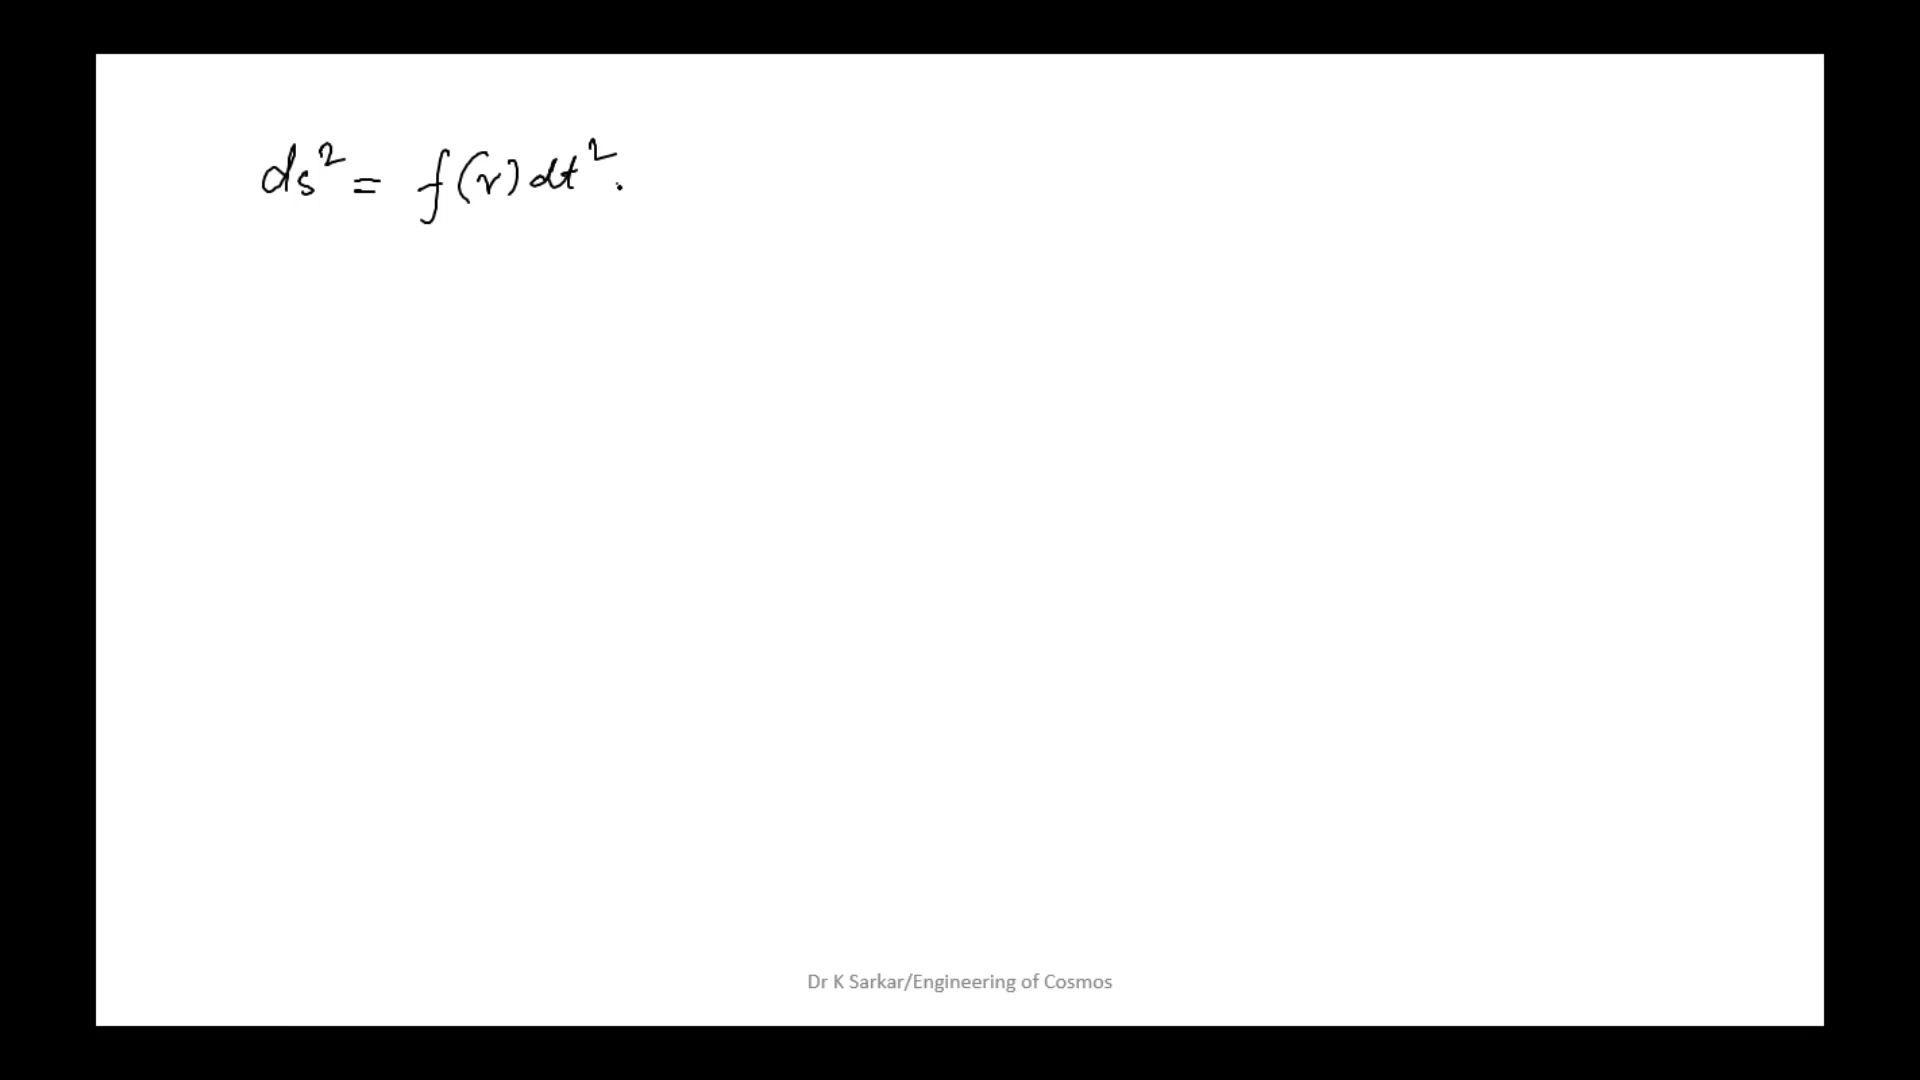 ds² = f(r) dt².
Dr K Sarkar/Engineering of Cosmos